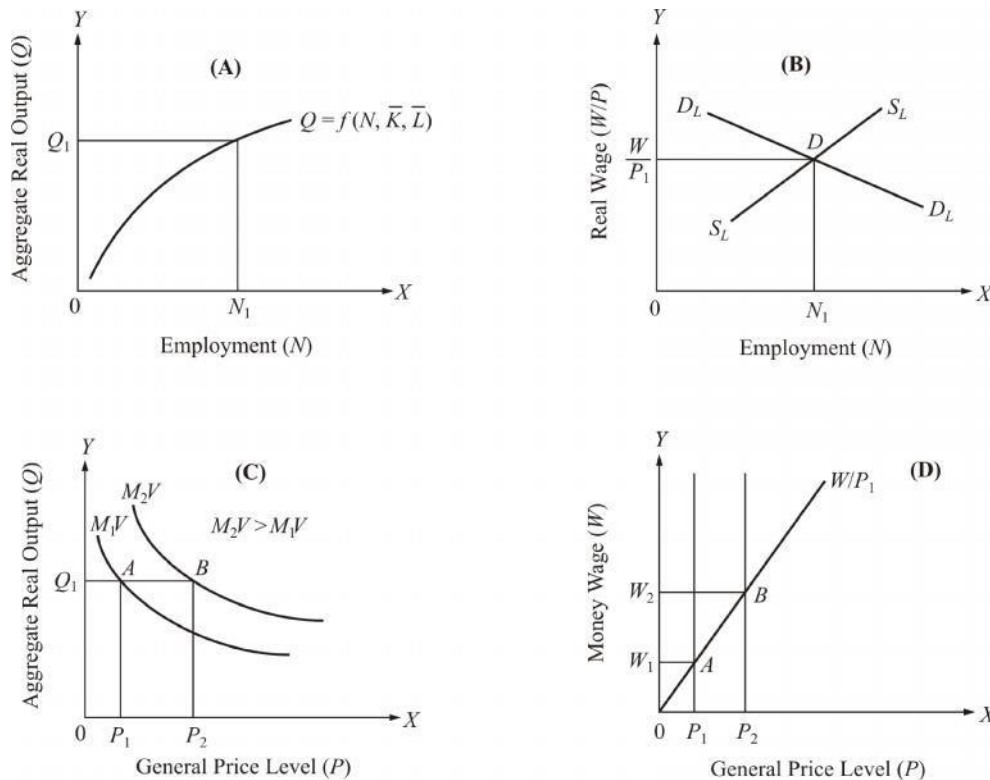 Y
Aggregate Real Output (Q)
(A)
Q = f(N, K̅, L̅)
Q₁
0
N₁
X
Employment (N)
Y
Real Wage (W/P)
(B)
D_L
S_L
D
W/P₁
S_L
D_L
0
N₁
X
Employment (N)
Y
Aggregate Real Output (Q)
(C)
M₂V
M₁V
M₂V > M₁V
Q₁
A
B
0
P₁
P₂
X
General Price Level (P)
Y
Money Wage (W)
(D)
W/P₁
W₂
B
W₁
A
0
P₁
P₂
X
General Price Level (P)